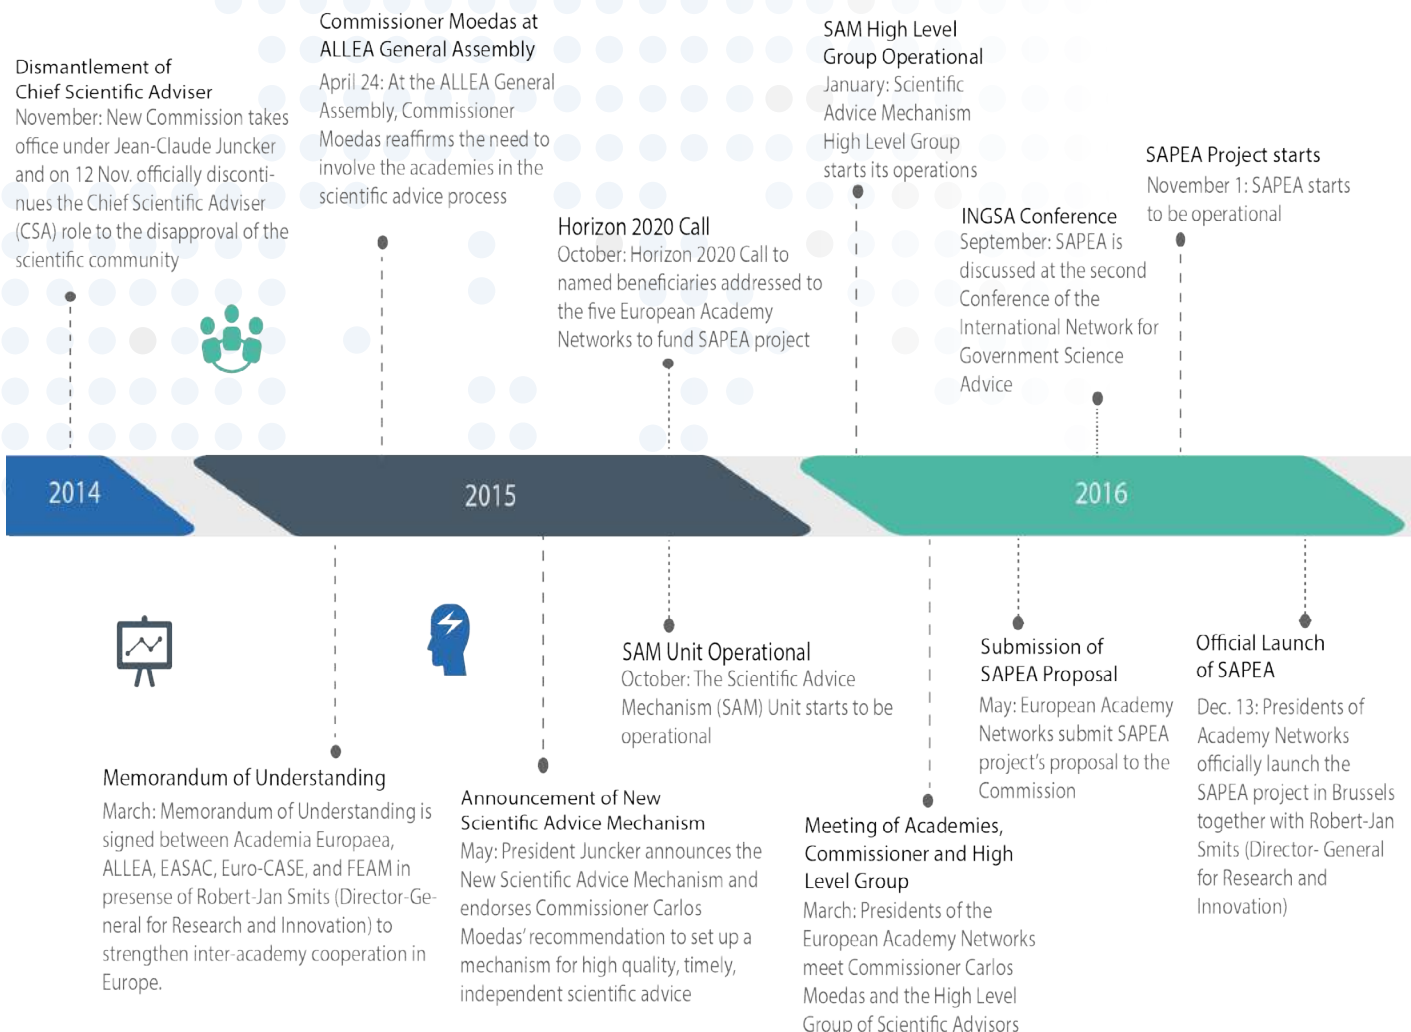 Dismantlement of
Chief Scientific Adviser
November: New Commission takes
office under Jean-Claude Juncker
and on 12 Nov. officially disconti-
nues the Chief Scientific Adviser
(CSA) role to the disapproval of the
scientific community
Commissioner Moedas at
ALLEA General Assembly
April 24: At the ALLEA General
Assembly, Commissioner
Moedas reaffirms the need to
involve the academies in the
scientific advice process
Horizon 2020 Call
October: Horizon 2020 Call to
named beneficiaries addressed to
the five European Academy
Networks to fund SAPEA project
SAM High Level
Group Operational
January: Scientific
Advice Mechanism
High Level Group
starts its operations
INGSA Conference
September: SAPEA is
discussed at the second
Conference of the
International Network for
Government Science
Advice
SAPEA Project starts
November 1: SAPEA starts
to be operational
2014
2015
2016
Memorandum of Understanding
March: Memorandum of Understanding is
signed between Academia Europaea,
ALLEA, EASAC, Euro-CASE, and FEAM in
presense of Robert-Jan Smits (Director-Ge-
neral for Research and Innovation) to
strengthen inter-academy cooperation in
Europe.
Announcement of New
Scientific Advice Mechanism
May: President Juncker announces the
New Scientific Advice Mechanism and
endorses Commissioner Carlos
Moedas' recommendation to set up a
mechanism for high quality, timely,
independent scientific advice
SAM Unit Operational
October: The Scientific Advice
Mechanism (SAM) Unit starts to be
operational
Meeting of Academies,
Commissioner and High
Level Group
March: Presidents of the
European Academy Networks
meet Commissioner Carlos
Moedas and the High Level
Group of Scientific Advisors
Submission of
SAPEA Proposal
May: European Academy
Networks submit SAPEA
project's proposal to the
Commission
Official Launch
of SAPEA
Dec. 13: Presidents of
Academy Networks
officially launch the
SAPEA project in Brussels
together with Robert-Jan
Smits (Director- General
for Research and
Innovation)